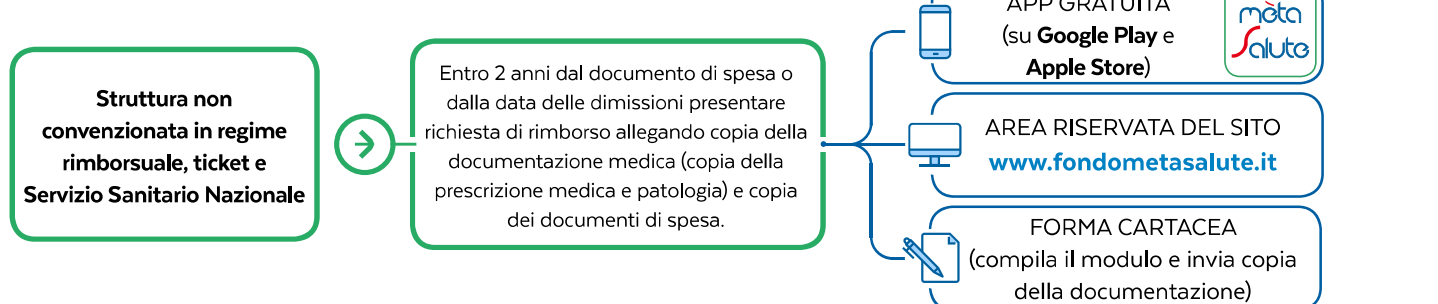 Struttura non
convenzionata in regime
rimborsuale, ticket e
Servizio Sanitario Nazionale
Entro 2 anni dal documento di spesa o
dalla data delle dimissioni presentare
richiesta di rimborso allegando copia della
documentazione medica (copia della
prescrizione medica e patologia) e copia
dei documenti di spesa.
APP GRATUITA
(su Google Play e
Apple Store)
mèta
Salute
AREA RISERVATA DEL SITO
www.fondometasalute.it
FORMA CARTACEA
(compila il modulo e invia copia
della documentazione)